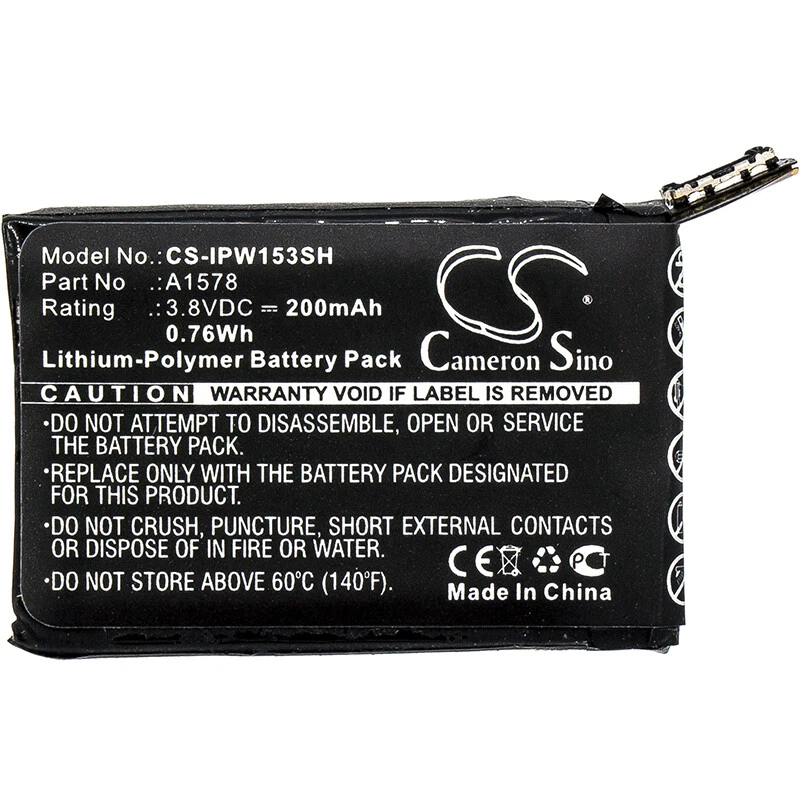 Model No.: CS-IPW153SH
Part No .: A1578
Rating .: 3.8VDC ⎓ 200mAh
0.76Wh
Lithium-Polymer Battery Pack
CS
®
Cameron Sino
CAUTION WARRANTY VOID IF LABEL IS REMOVED
·DO NOT ATTEMPT TO DISASSEMBLE, OPEN OR SERVICE
THE BATTERY PACK.
·REPLACE ONLY WITH THE BATTERY PACK DESIGNATED
FOR THIS PRODUCT.
·DO NOT CRUSH, PUNCTURE, SHORT EXTERNAL CONTACTS
OR DISPOSE OF IN FIRE OR WATER.
·DO NOT STORE ABOVE 60°C (140°F).
CE PCT
Made In China